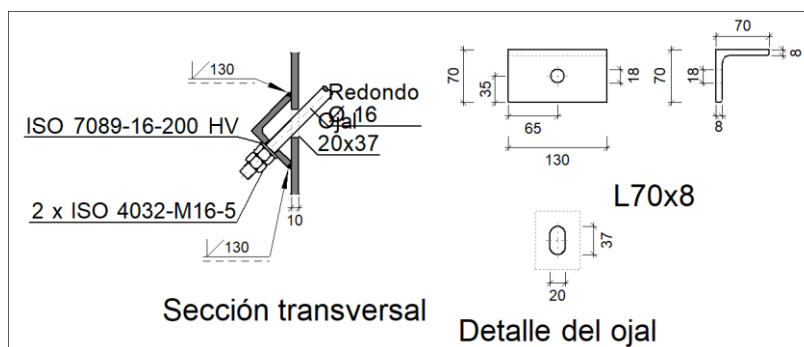 130
ISO 7089-16-200 HV
Redondo
Ø 16
Ojal
20x37
2 x ISO 4032-M16-5
10
130
Sección transversal
70
35
18
65
130
70
8
70
18
8
L70x8
37
20
Detalle del ojal